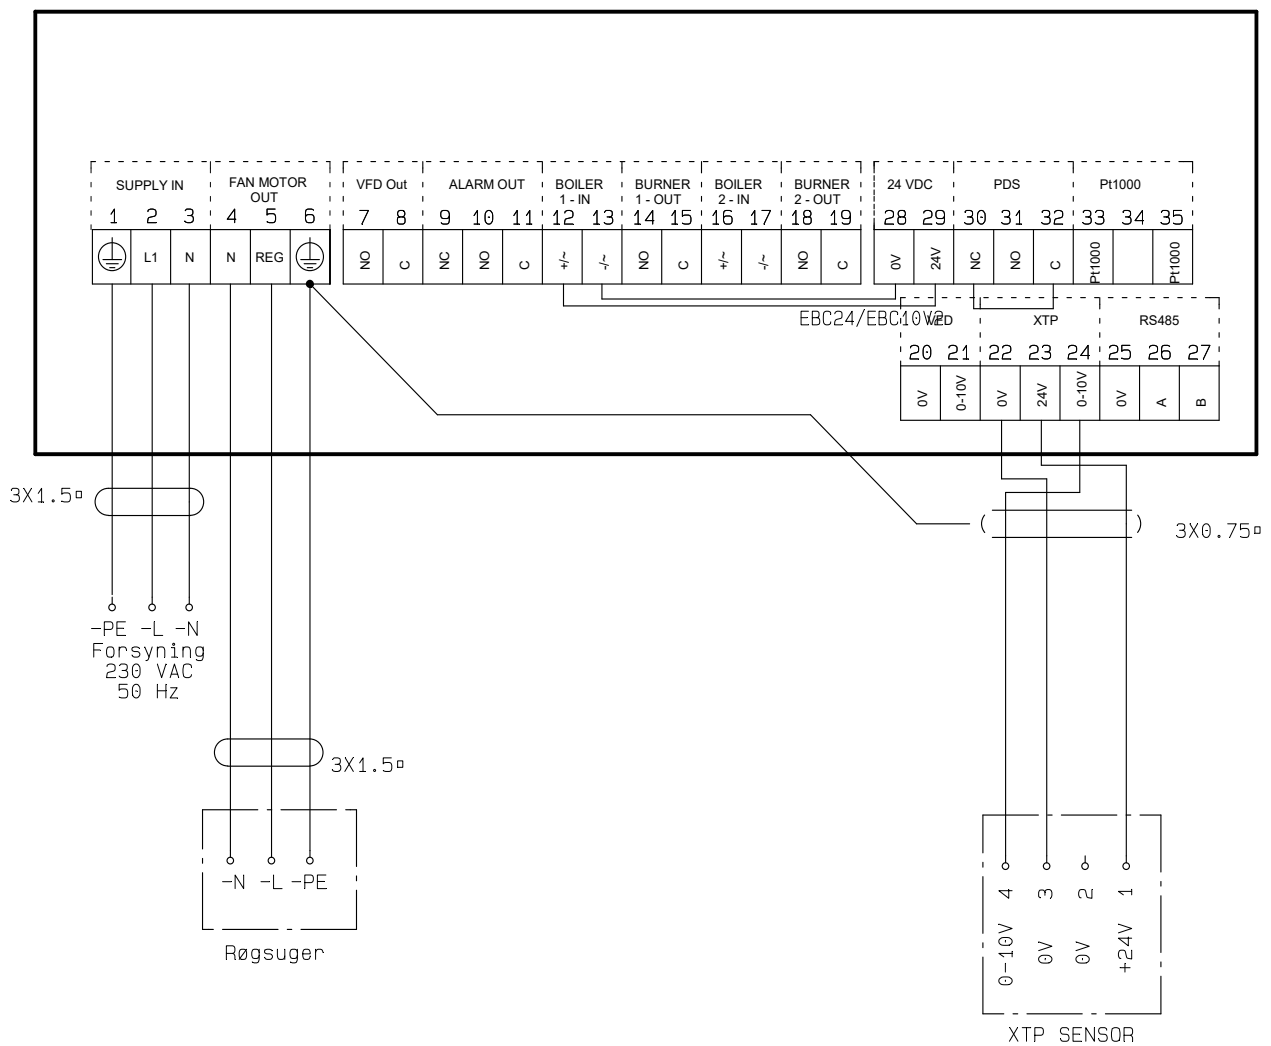 SUPPLY IN FAN MOTOR VFD Out ALARM OUT BOILER BURNER BOILER BURNER 24 VDC PDS Pt1000
OUT 1 - IN 1 - OUT 2 - IN 2 - OUT
1 2 3 4 5 6 7 8 9 10 11 12 13 14 15 16 17 18 19 28 29 30 31 32 33 34 35
L1 N N REG NO C NC NO C +/~ -/~ NO C +/~ -/~ NO C 0V 24V NC NO C Pt1000 Pt1000
EBC24/EBC10V2 VFD XTP RS485
20 21 22 23 24 25 26 27
0V 0-10V 0V 24V 0-10V 0V A B
3X1.5▫
3X0.75▫
-PE -L -N
Forsyning
230 VAC
50 Hz
3X1.5▫
-N -L -PE
Røgsuger
4 3 2 1
0-10V 0V 0V +24V
XTP SENSOR